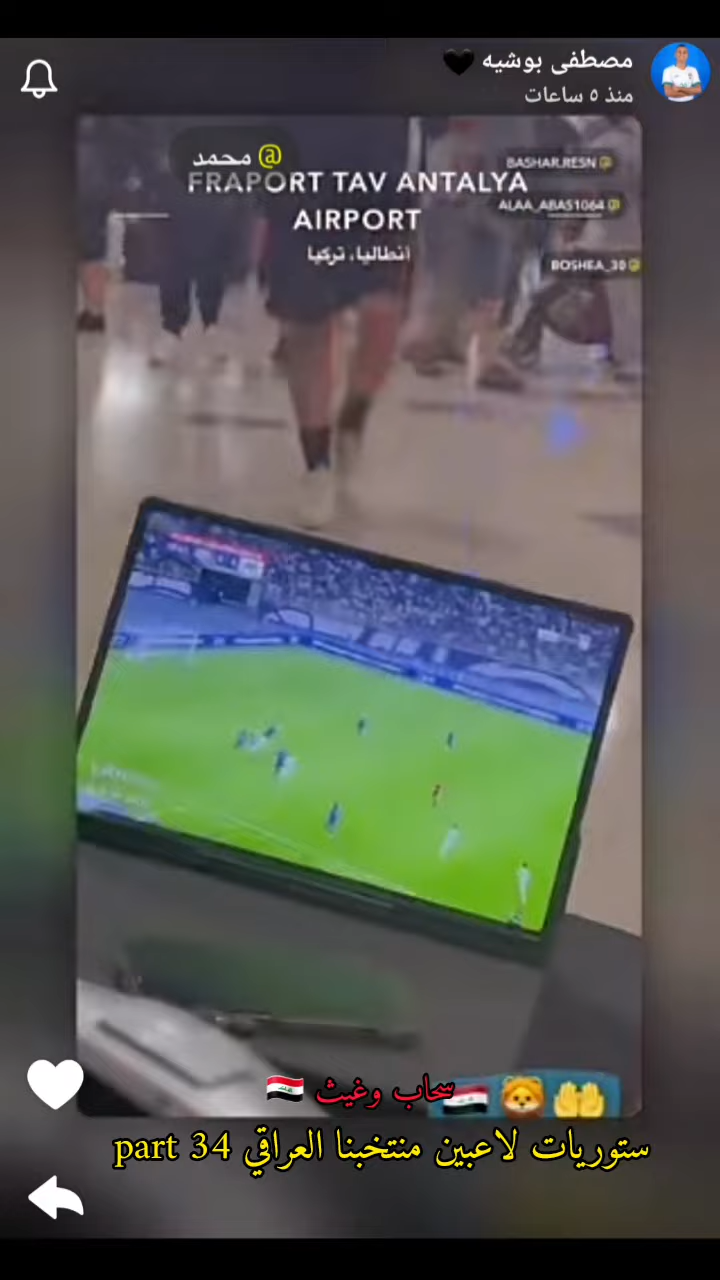 مصطفى بوشيه 🖤
منذ ٥ ساعات
@محمد
BASHAR.RESN@
FRAPORT TAV ANTALYA
AIRPORT
ALAA_ABAS1064@
أنطاليا، تركيا
BOSHEA_30@
سحاب وغيث 🇮🇶
🇮🇶 🦁 🤲
ستوريات لاعبين منتخبنا العراقي part 34